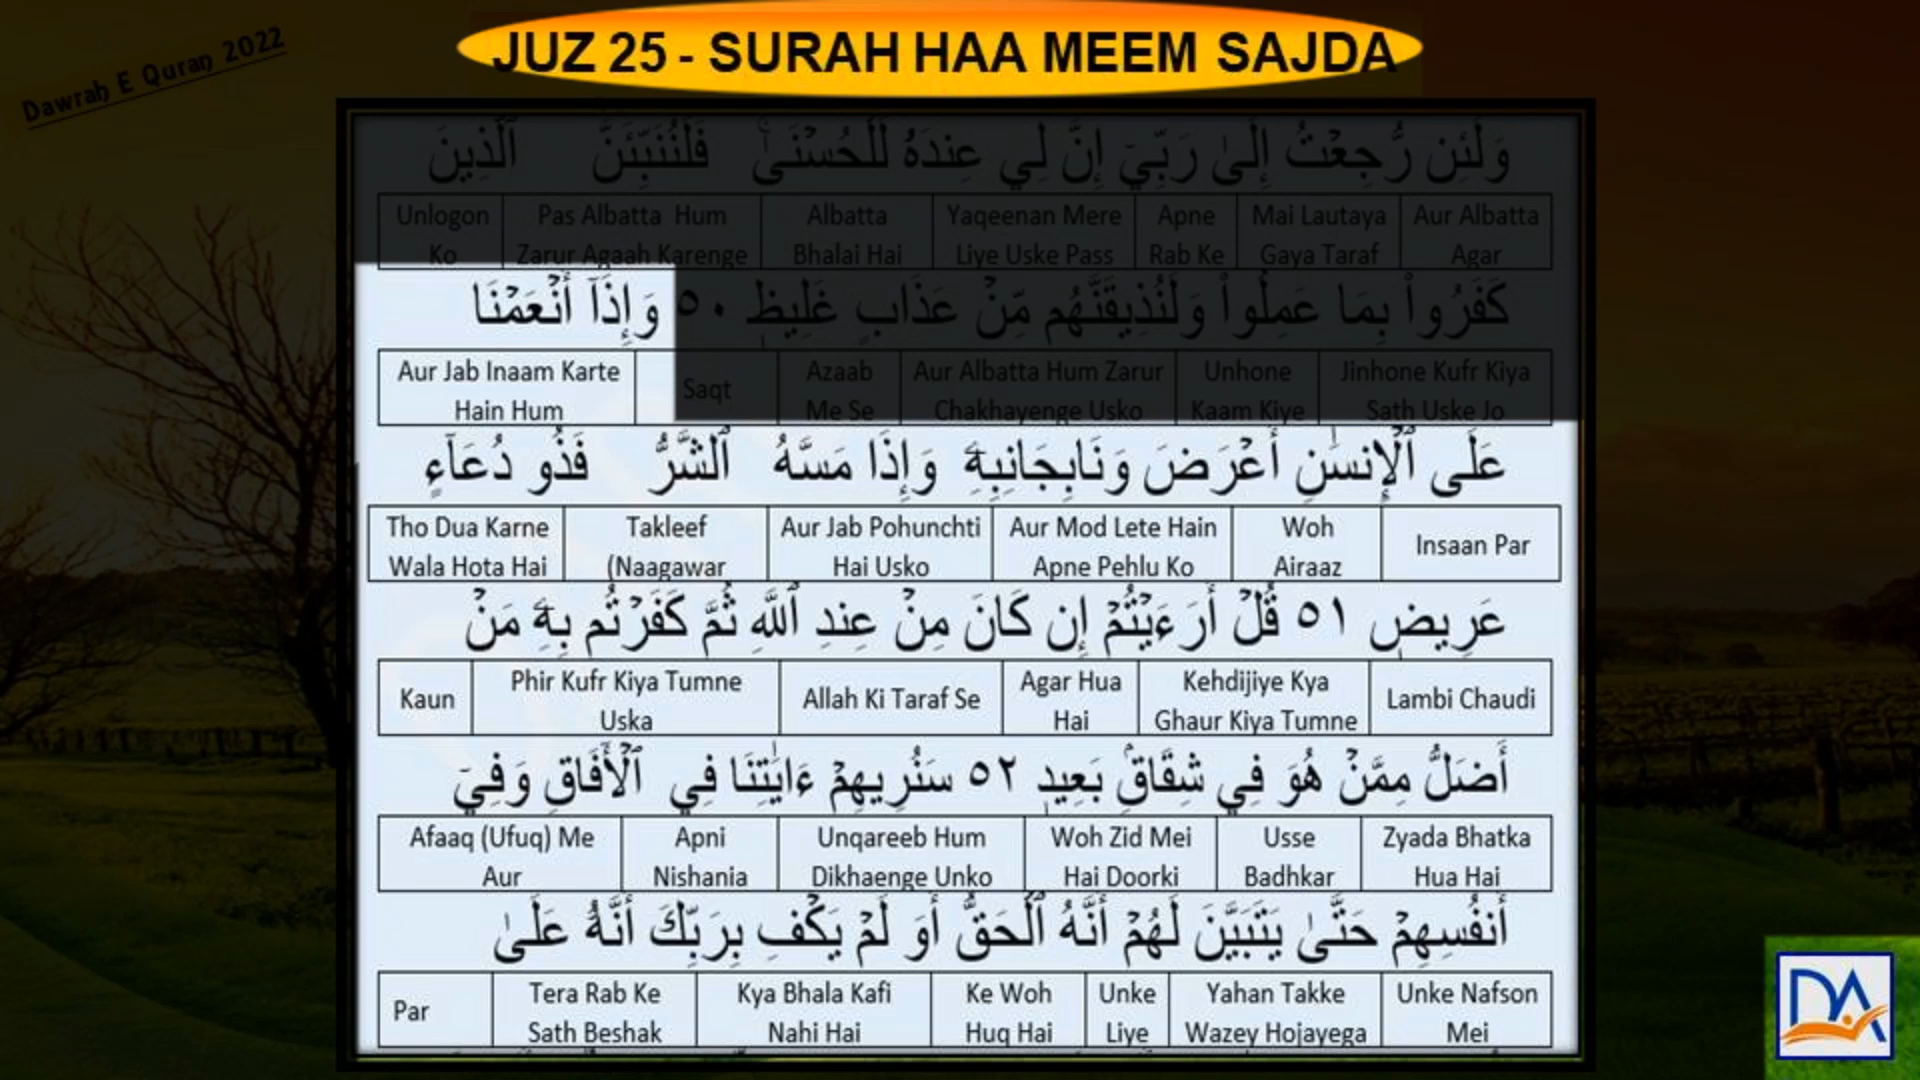 Dawrah E Quran 2022
JUZ 25 - SURAH HAA MEEM SAJDA
وَلَئِن رُّجِعْتُ إِلَىٰ رَبِّيٓ إِنَّ لِي عِندَهُۥ لَلْحُسْنَىٰۚ فَلَنُنَبِّئَنَّ ٱلَّذِينَ
Unlogon Ko | Pas Albatta Hum Zarur Agaah Karenge | Albatta Bhalai Hai | Yaqeenan Mere Liye Uske Pass | Apne Rab Ke | Mai Lautaya Gaya Taraf | Aur Albatta Agar
كَفَرُواْ بِمَا عَمِلُواْ وَلَنُذِيقَنَّهُم مِّنْ عَذَابٍ غَلِيظٖ ٥٠ وَإِذَآ أَنْعَمْنَا
Aur Jab Inaam Karte Hain Hum | Saqt | Azaab Me Se | Aur Albatta Hum Zarur Chakhayenge Usko | Unhone Kaam Kiye | Jinhone Kufr Kiya Sath Uske Jo
عَلَى ٱلْإِنسَٰنِ أَعْرَضَ وَنَـَٔابِجَانِبِهِۦ وَإِذَا مَسَّهُ ٱلشَّرُّ فَذُو دُعَآءٍ
Tho Dua Karne Wala Hota Hai | Takleef (Naagawar | Aur Jab Pohunchti Hai Usko | Aur Mod Lete Hain Apne Pehlu Ko | Woh Airaaz | Insaan Par
عَرِيضٖ ٥١ قُلْ أَرَءَيْتُمْ إِن كَانَ مِنْ عِندِ ٱللَّهِ ثُمَّ كَفَرْتُم بِهِۦ مَنْ
Kaun | Phir Kufr Kiya Tumne Uska | Allah Ki Taraf Se | Agar Hua Hai | Kehdijiye Kya Ghaur Kiya Tumne | Lambi Chaudi
أَضَلُّ مِمَّنْ هُوَ فِي شِقَاقِۭ بَعِيدٖ ٥٢ سَنُرِيهِمْ ءَايَٰتِنَا فِي ٱلْأٓفَاقِ وَفِيٓ
Afaaq (Ufuq) Me Aur | Apni Nishania | Unqareeb Hum Dikhaenge Unko | Woh Zid Mei Hai Doorki | Usse Badhkar | Zyada Bhatka Hua Hai
أَنفُسِهِمْ حَتَّىٰ يَتَبَيَّنَ لَهُمْ أَنَّهُ ٱلْحَقُّ أَوَ لَمْ يَكْفِ بِرَبِّكَ أَنَّهُۥ عَلَىٰ
Par | Tera Rab Ke Sath Beshak | Kya Bhala Kafi Nahi Hai | Ke Woh Huq Hai | Unke Liye | Yahan Takke Wazey Hojayega | Unke Nafson Mei
DA